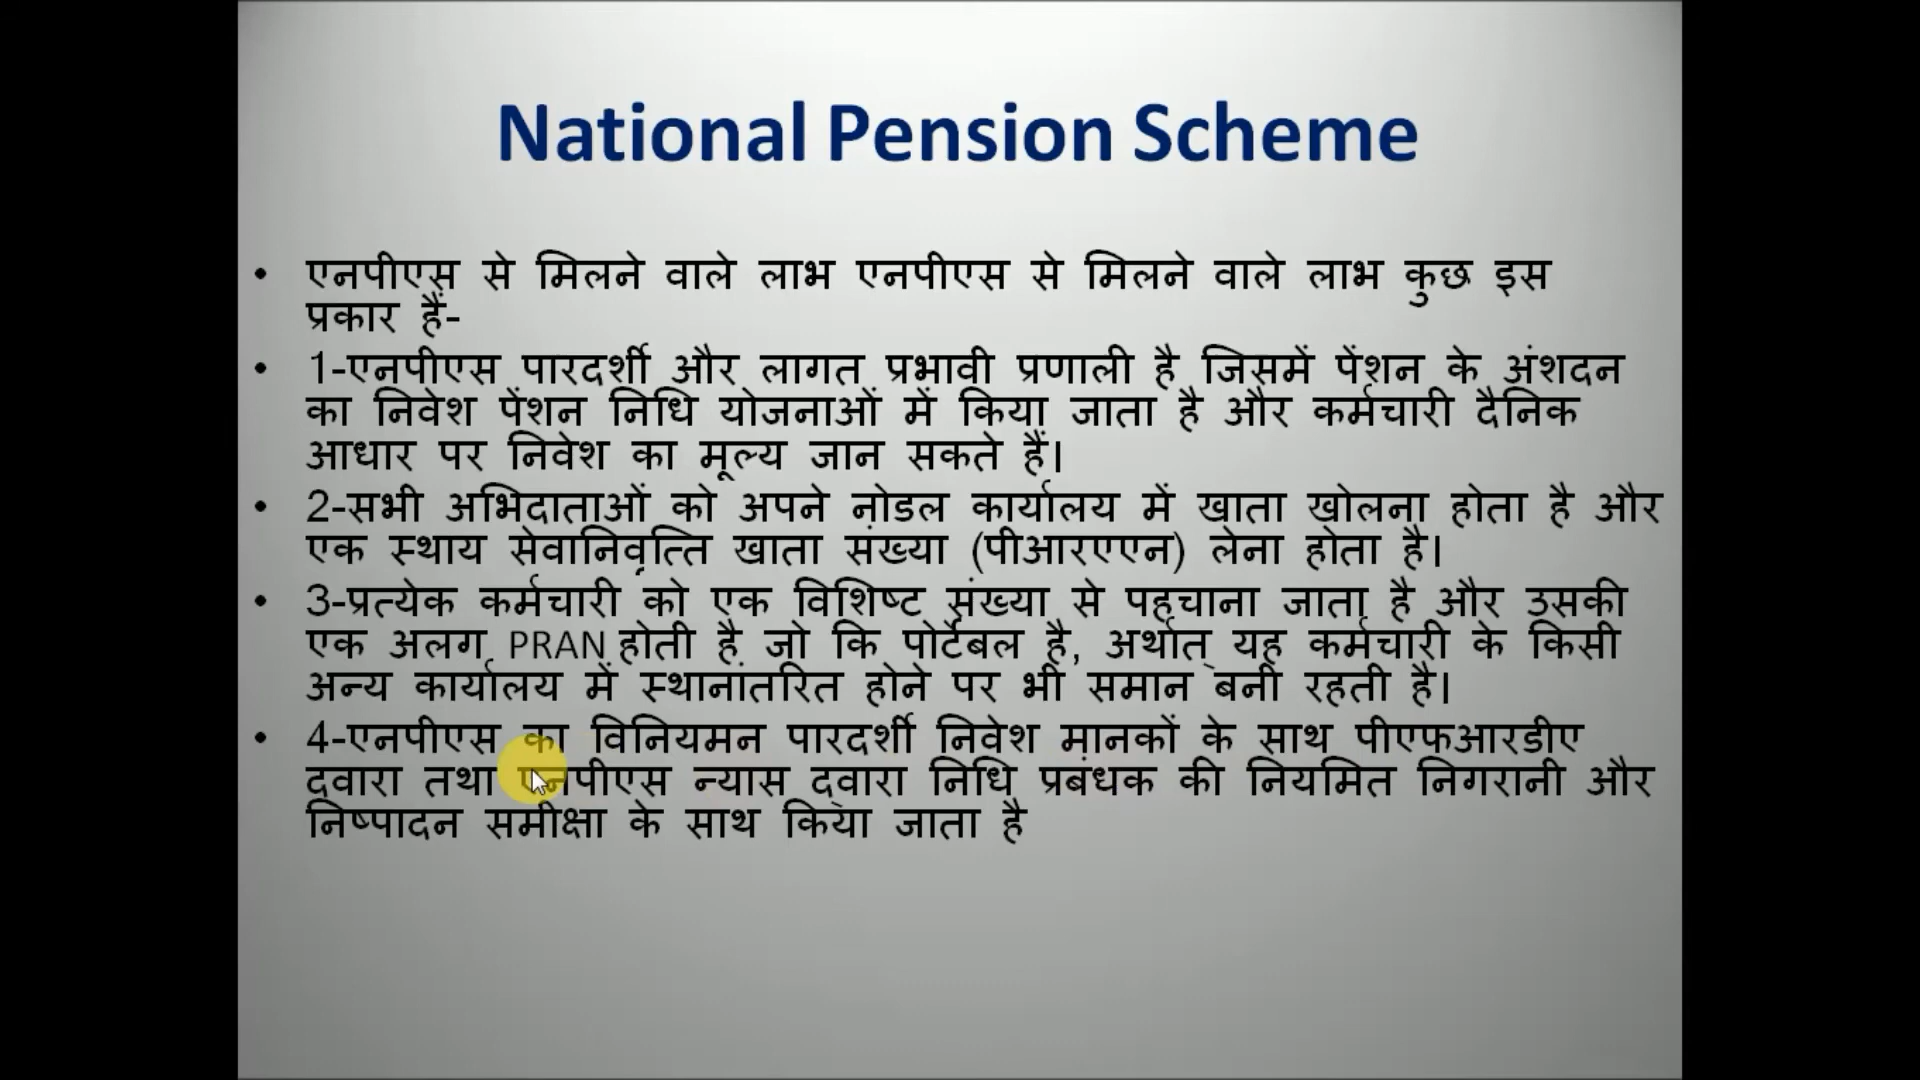 National Pension Scheme
• एनपीएस से मिलने वाले लाभ एनपीएस से मिलने वाले लाभ कुछ इस
प्रकार हैं-
• 1-एनपीएस पारदर्शी और लागत प्रभावी प्रणाली है जिसमें पेंशन के अंशदन
का निवेश पेंशन निधि योजनाओं में किया जाता है और कर्मचारी दैनिक
आधार पर निवेश का मूल्य जान सकते हैं।
• 2-सभी अभिदाताओं को अपने नोडल कार्यालय में खाता खोलना होता है और
एक स्थाय सेवानिवृत्ति खाता संख्या (पीआरएएन) लेना होता है।
• 3-प्रत्येक कर्मचारी को एक विशिष्ट संख्या से पहचाना जाता है और उसकी
एक अलग PRAN होती है जो कि पोर्टेबल है, अर्थात् यह कर्मचारी के किसी
अन्य कार्यालय में स्थानांतरित होने पर भी समान बनी रहती है।
• 4-एनपीएस का विनियमन पारदर्शी निवेश मानकों के साथ पीएफआरडीए
दवारा तथा एनपीएस न्यास द्वारा निधि प्रबंधक की नियमित निगरानी और
निष्पादन समीक्षा के साथ किया जाता है